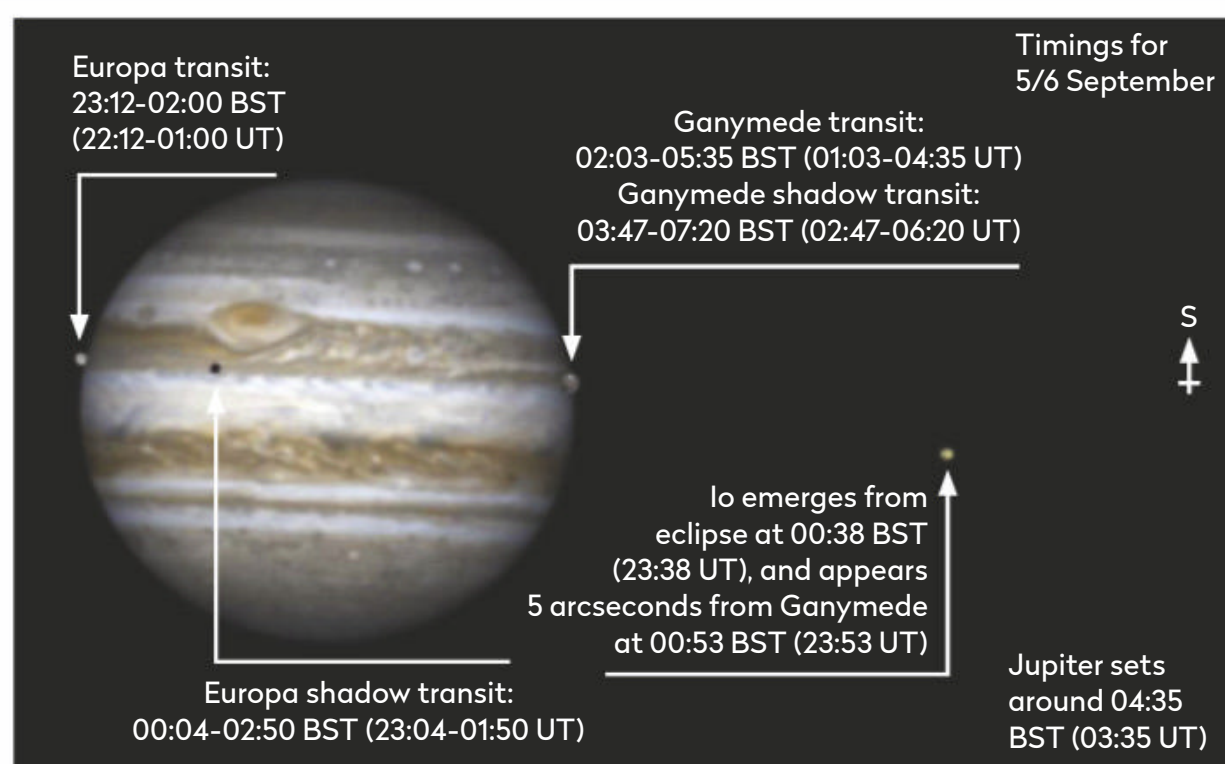 Timings for
5/6 September
Europa transit:
23:12-02:00 BST
(22:12-01:00 UT)
Ganymede transit:
02:03-05:35 BST (01:03-04:35 UT)
Ganymede shadow transit:
03:47-07:20 BST (02:47-06:20 UT)
S
Io emerges from
eclipse at 00:38 BST
(23:38 UT), and appears
5 arcseconds from Ganymede
at 00:53 BST (23:53 UT)
Europa shadow transit:
00:04-02:50 BST (23:04-01:50 UT)
Jupiter sets
around 04:35
BST (03:35 UT)